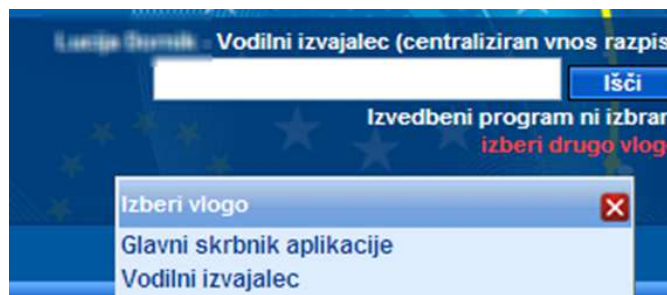 - Vodilni izvajalec (centraliziran vnos razpis
Išči
Izvedbeni program ni izbran
izberi drugo vlogo
Izberi vlogo
Glavni skrbnik aplikacije
Vodilni izvajalec